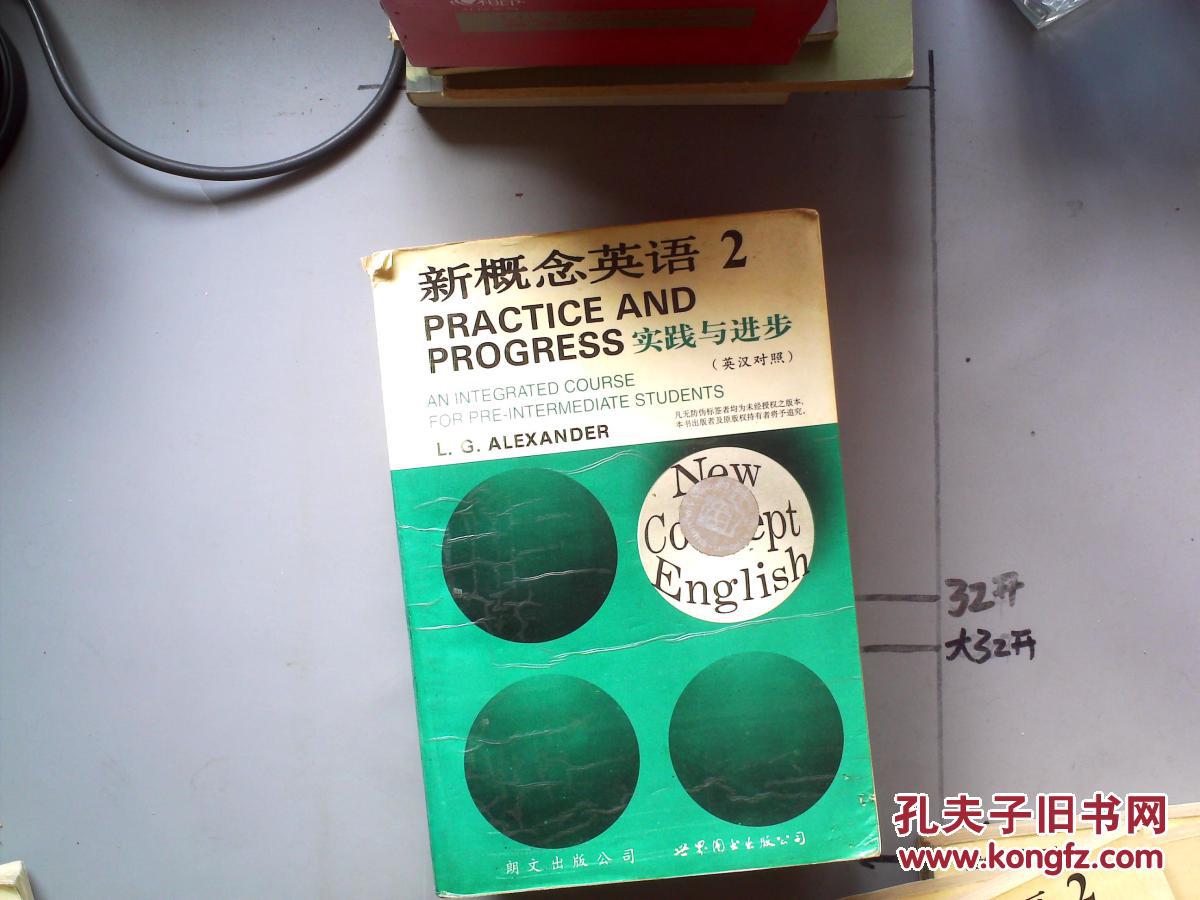 新概念英语 2
PRACTICE AND
PROGRESS 实践与进步
(英汉对照)
AN INTEGRATED COURSE
FOR PRE-INTERMEDIATE STUDENTS
凡无防伪标签者均为未经授权之版本,
本书出版者及原版权持有者将予追究。
L. G. ALEXANDER
New
Co ept
English
32开
大32开
朗文出版公司 世界图书出版公司
孔夫子旧书网
www.kongfz.com
2